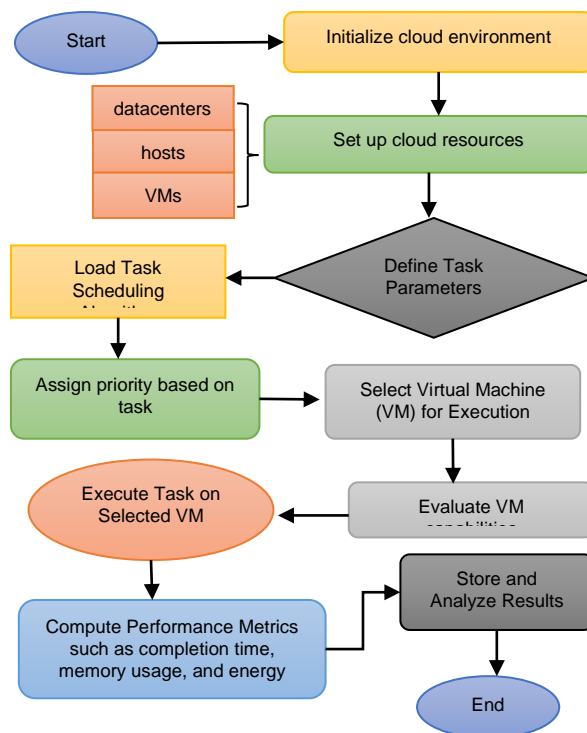 Start
Initialize cloud environment
datacenters
hosts
VMs
Set up cloud resources
Define Task
Parameters
Load Task
Scheduling
Assign priority based on
task
Select Virtual Machine
(VM) for Execution
Evaluate VM
capabilities
Execute Task on
Selected VM
Compute Performance Metrics
such as completion time,
memory usage, and energy
Store and
Analyze Results
End